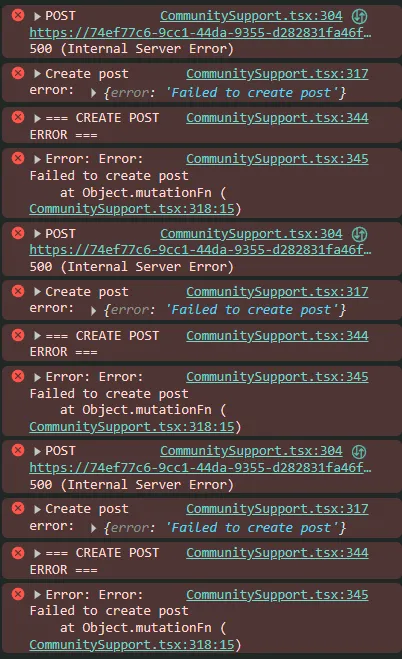 POST CommunitySupport.tsx:304
https://74ef77c6-9cc1-44da-9355-d282831fa46f…
500 (Internal Server Error)
Create post CommunitySupport.tsx:317
error: {error: 'Failed to create post'}
=== CREATE POST CommunitySupport.tsx:344
ERROR ===
Error: Error: CommunitySupport.tsx:345
Failed to create post
at Object.mutationFn (
CommunitySupport.tsx:318:15)
POST CommunitySupport.tsx:304
https://74ef77c6-9cc1-44da-9355-d282831fa46f…
500 (Internal Server Error)
Create post CommunitySupport.tsx:317
error: {error: 'Failed to create post'}
=== CREATE POST CommunitySupport.tsx:344
ERROR ===
Error: Error: CommunitySupport.tsx:345
Failed to create post
at Object.mutationFn (
CommunitySupport.tsx:318:15)
POST CommunitySupport.tsx:304
https://74ef77c6-9cc1-44da-9355-d282831fa46f…
500 (Internal Server Error)
Create post CommunitySupport.tsx:317
error: {error: 'Failed to create post'}
=== CREATE POST CommunitySupport.tsx:344
ERROR ===
Error: Error: CommunitySupport.tsx:345
Failed to create post
at Object.mutationFn (
CommunitySupport.tsx:318:15)